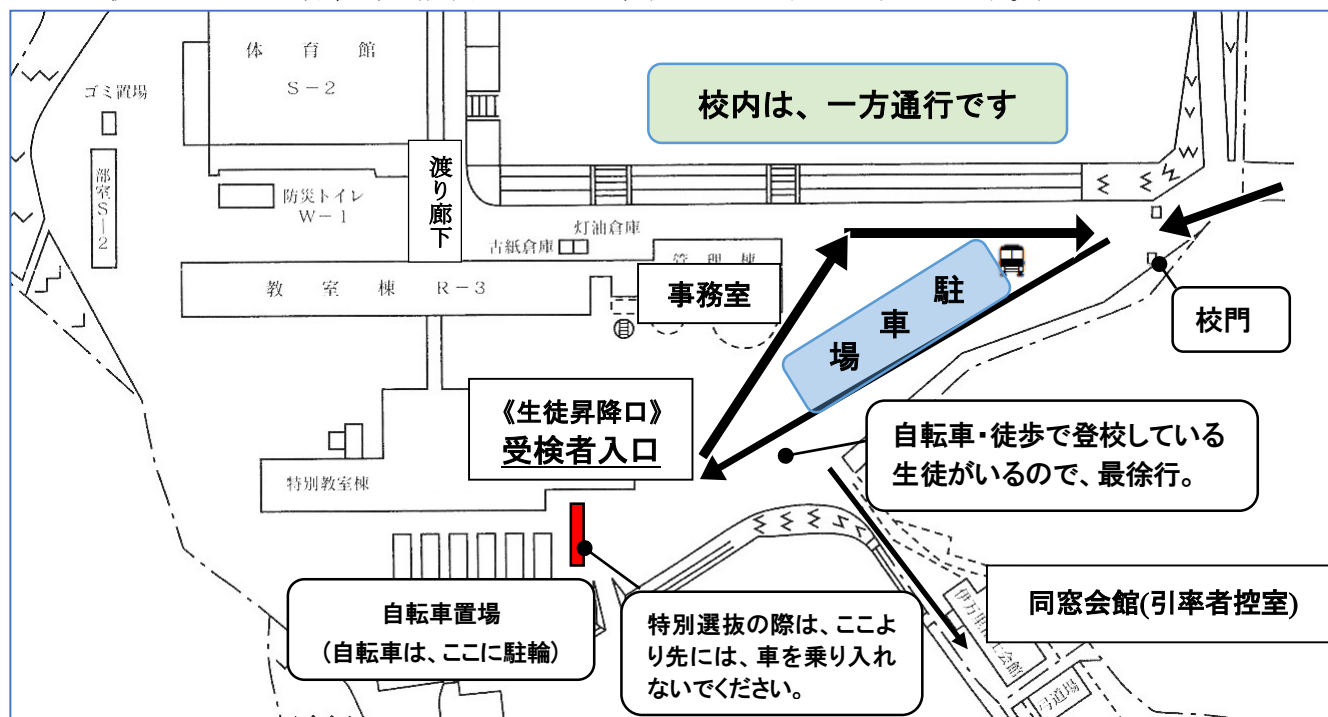 体育館
S-2
ゴミ置場
校内は、一方通行です
部室S-2
防災トイレ
W-1
渡り廊下
灯油倉庫
古紙倉庫
管理棟
教室棟 R-3
事務室
駐車場
校門
《生徒昇降口》
受検者入口
自転車・徒歩で登校している
生徒がいるので、最徐行。
特別教室棟
同窓会館(引率者控室)
自転車置場
(自転車は、ここに駐輪)
特別選抜の際は、ここよ
り先には、車を乗り入れ
ないでください。
弓道場